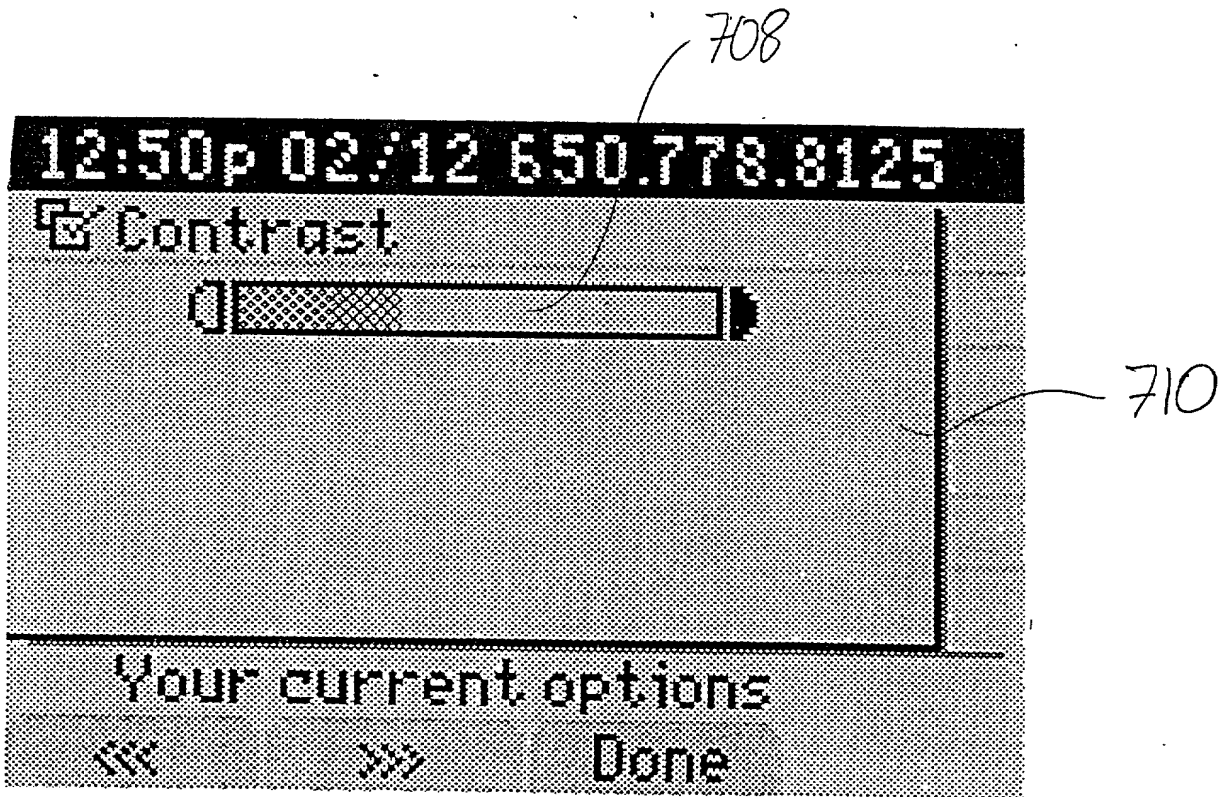 708
12:50p 02/12 650.778.8125
Contrast
710
Your current options
<<< >>> Done